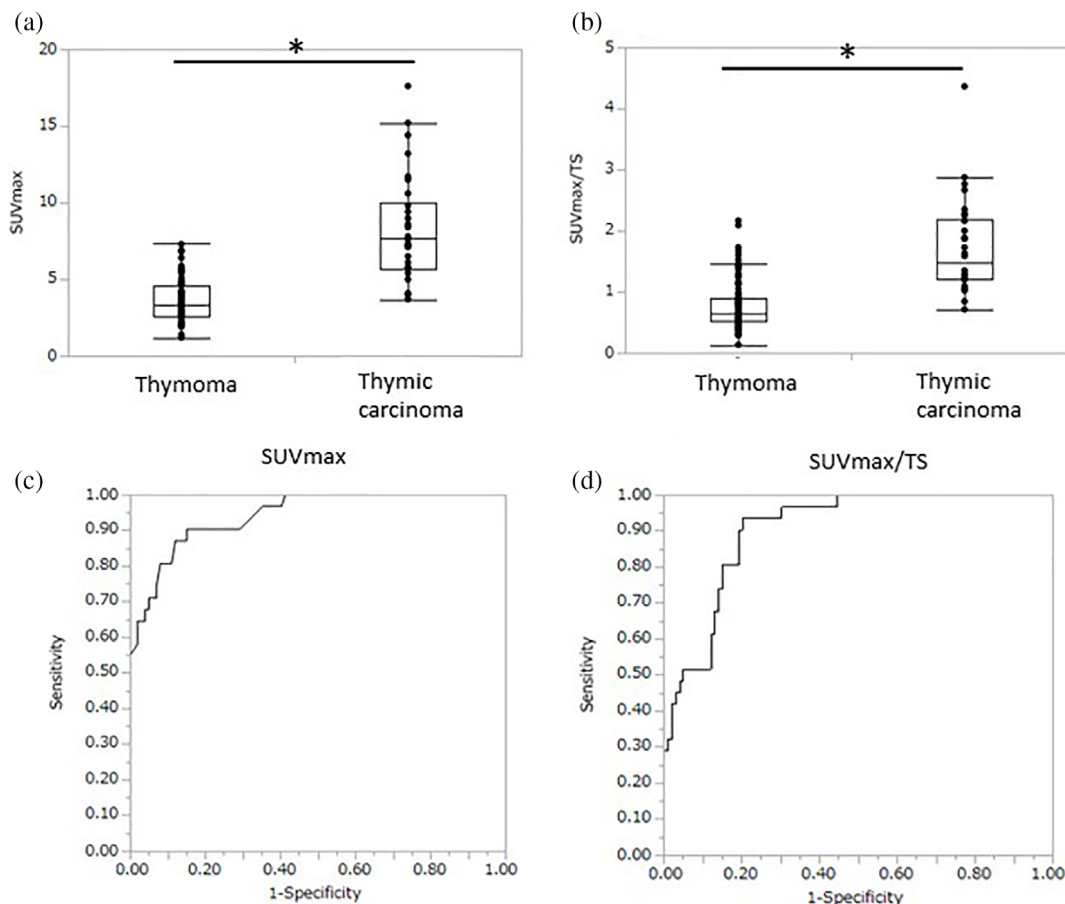 (a)
*
20
15
10
5
0
SUVmax
Thymoma
Thymic
carcinoma
(b)
*
5
4
3
2
1
0
SUVmax/TS
Thymoma
Thymic
carcinoma
(c)
SUVmax
1.00
0.90
0.80
0.70
0.60
0.50
0.40
0.30
0.20
0.10
0.00
Sensitivity
0.00 0.20 0.40 0.60 0.80 1.00
1-Specificity
(d)
SUVmax/TS
1.00
0.90
0.80
0.70
0.60
0.50
0.40
0.30
0.20
0.10
0.00
Sensitivity
0.00 0.20 0.40 0.60 0.80 1.00
1-Specificity